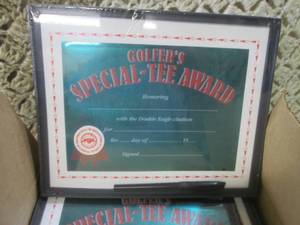 GOLFER'S
SPECIAL-TEE AWARD
Honoring
with the Double Eagle citation
for
the day of 19
Signed
GOLFER'S
SPECIAL-TEE AWARD